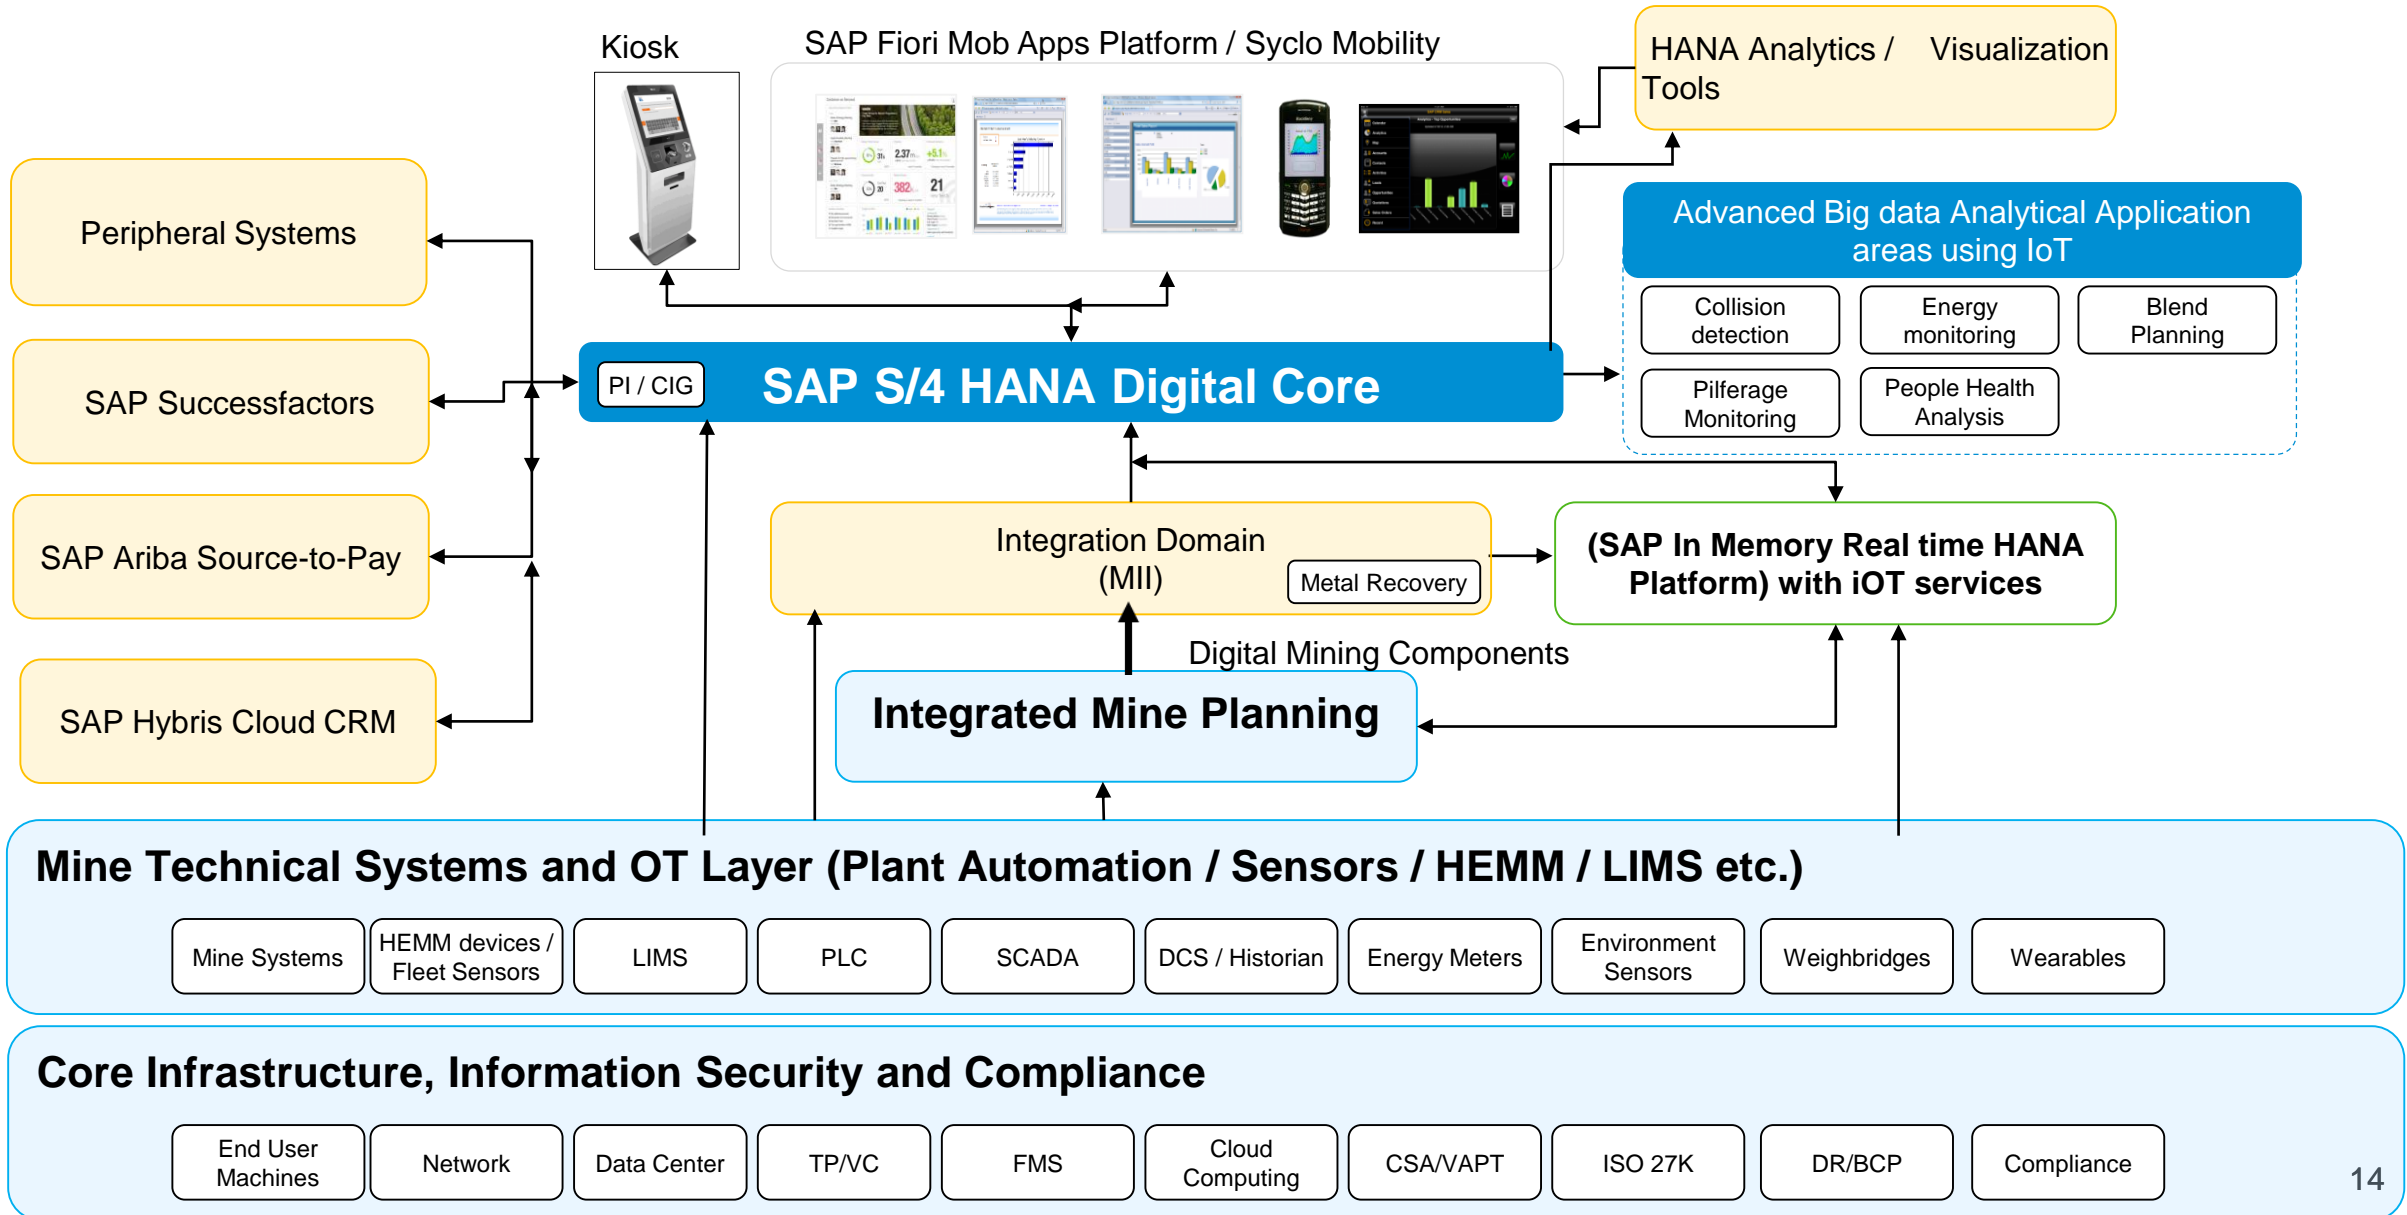 Kiosk
SAP Fiori Mob Apps Platform / Syclo Mobility
HANA Analytics / Visualization
Tools
Peripheral Systems
SAP Successfactors
SAP Ariba Source-to-Pay
SAP Hybris Cloud CRM
2.37
+5.1
382
21
Advanced Big data Analytical Application
areas using IoT
Collision
detection
Energy
monitoring
Blend
Planning
Pilferage
Monitoring
People Health
Analysis
PI / CIG
SAP S/4 HANA Digital Core
Integration Domain
(MII)
Metal Recovery
(SAP In Memory Real time HANA
Platform) with iOT services
Digital Mining Components
Integrated Mine Planning
Mine Technical Systems and OT Layer (Plant Automation / Sensors / HEMM / LIMS etc.)
Mine Systems
HEMM devices /
Fleet Sensors
LIMS
PLC
SCADA
DCS / Historian
Energy Meters
Environment
Sensors
Weighbridges
Wearables
Core Infrastructure, Information Security and Compliance
End User
Machines
Network
Data Center
TP/VC
FMS
Cloud
Computing
CSA/VAPT
ISO 27K
DR/BCP
Compliance
14